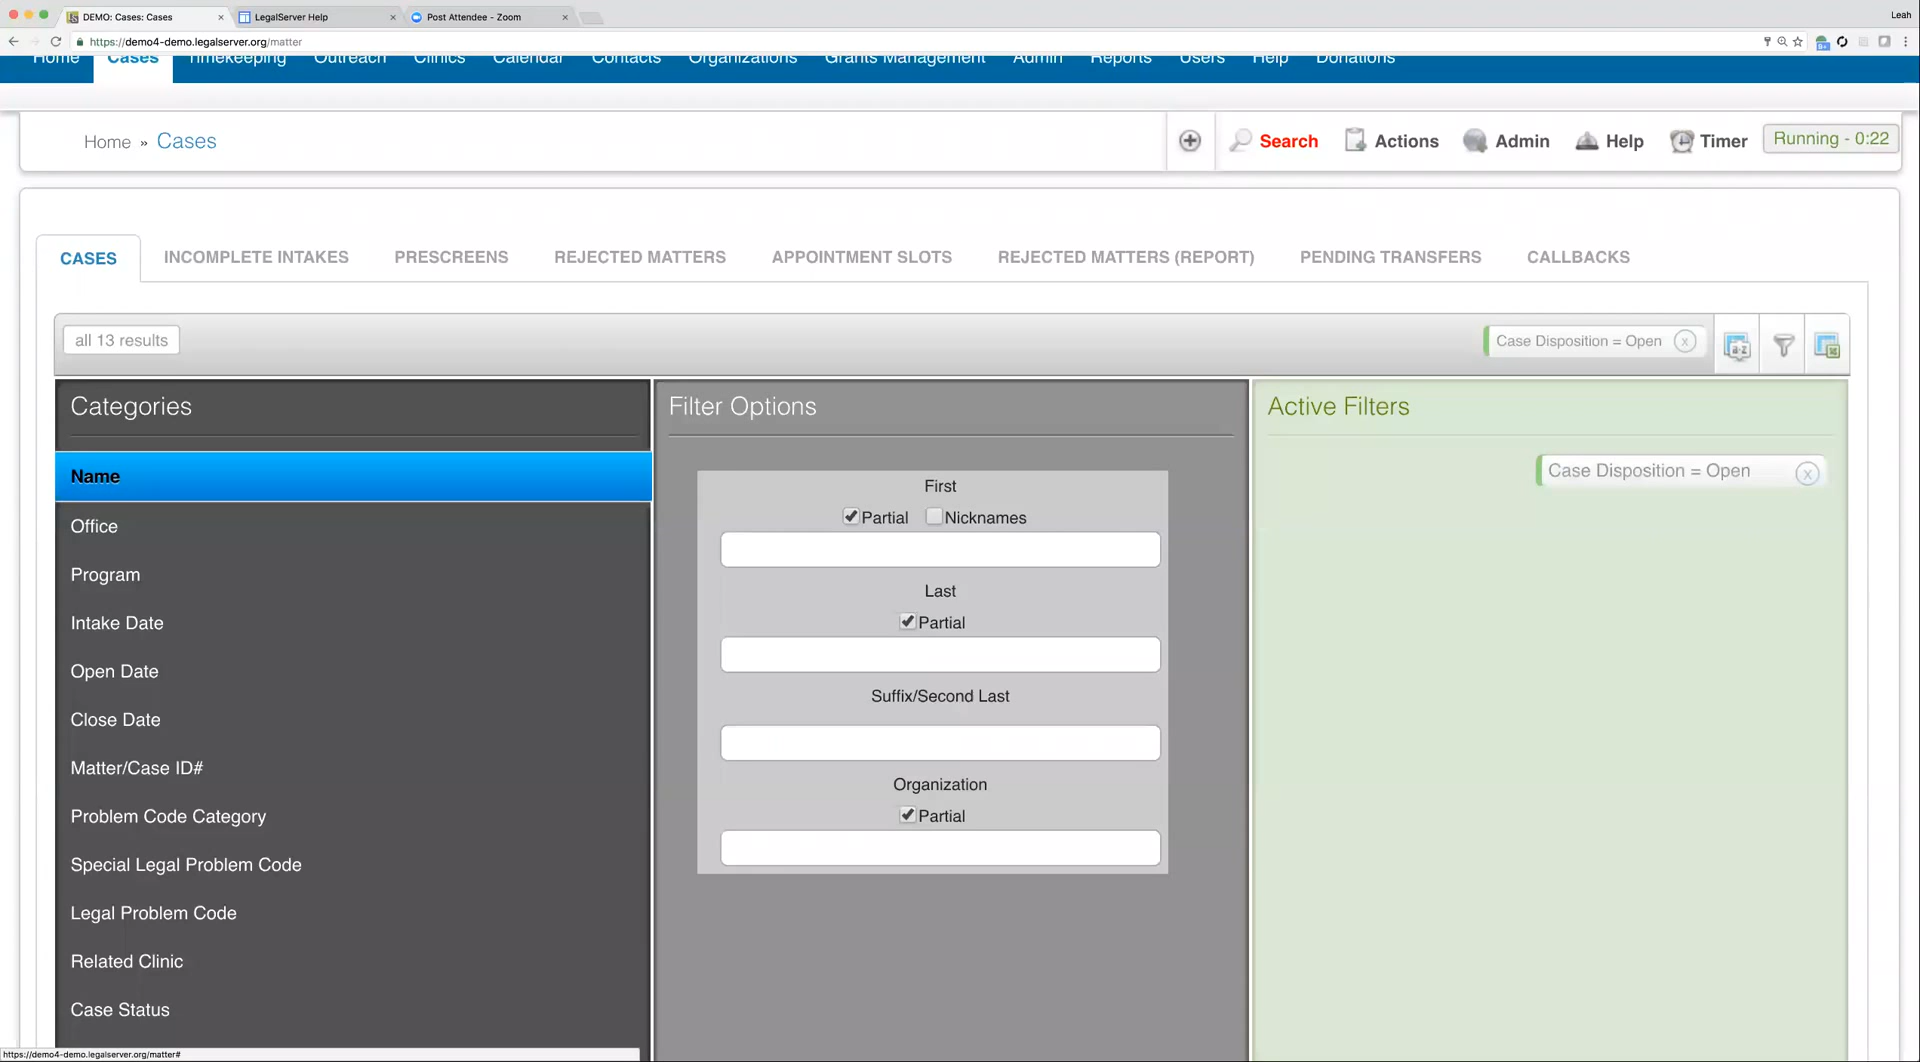 DEMO: Cases: Cases
LegalServer Help
Post Attendee - Zoom
Leah
https://demo4-demo.legalserver.org/matter
Home Cases Timekeeping Outreach Clinics Calendar Contacts Organizations Grants Management Admin Reports Users Help Donations
Home » Cases
Search Actions Admin Help Timer Running - 0:22
CASES INCOMPLETE INTAKES PRESCREENS REJECTED MATTERS APPOINTMENT SLOTS REJECTED MATTERS (REPORT) PENDING TRANSFERS CALLBACKS
all 13 results
Case Disposition = Open x
a-z
Categories
Name
Office
Program
Intake Date
Open Date
Close Date
Matter/Case ID#
Problem Code Category
Special Legal Problem Code
Legal Problem Code
Related Clinic
Case Status
Filter Options
First
Partial Nicknames
Last
Partial
Suffix/Second Last
Organization
Partial
Active Filters
Case Disposition = Open x
https://demo4-demo.legalserver.org/matter#